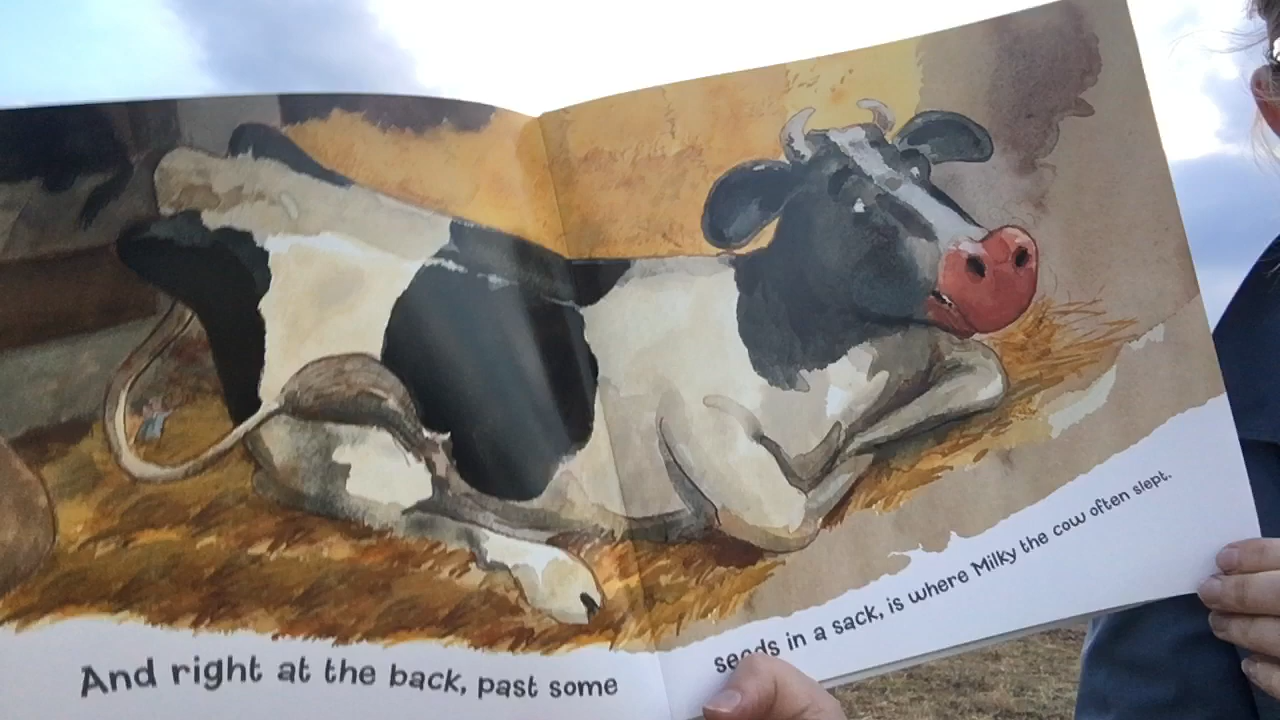 And right at the back, past some
seeds in a sack, is where Milky the cow often slept.